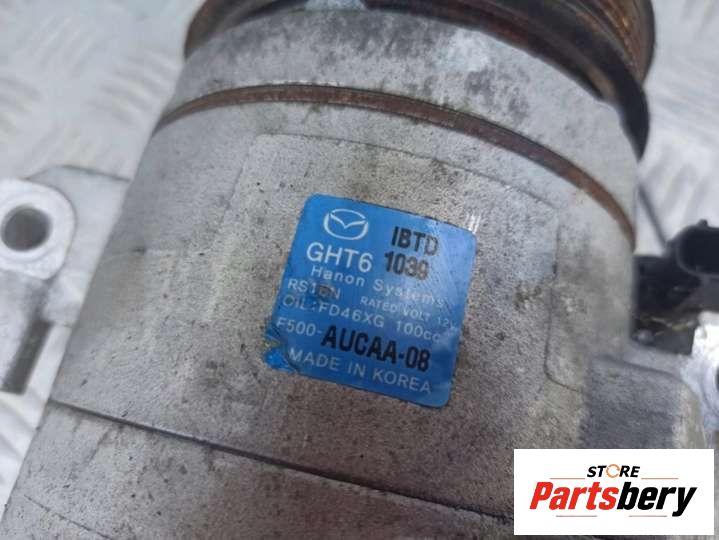 IBTD
GHT6 1039
Hanon Systems
RATED VOLT 12V
OIL:FD46XG 100cc
F500-AUCAA-08
MADE IN KOREA
STORE
Partsbery